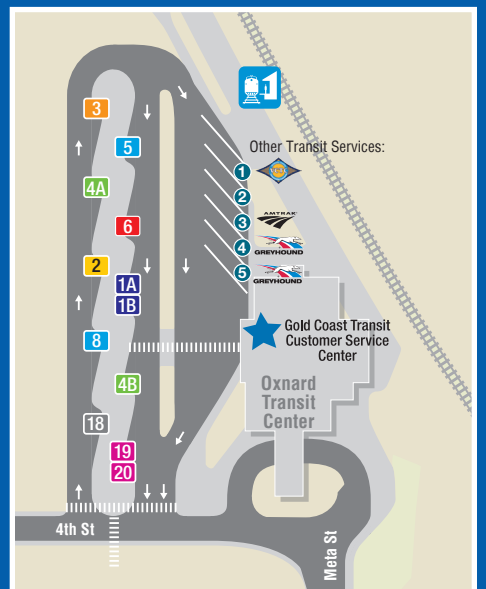 3
5
Other Transit Services:
1
4A
2
AMTRAK
3
6
4
GREYHOUND
2
5
GREYHOUND
1A
1B
Gold Coast Transit
Customer Service
Center
8
Oxnard
Transit
Center
4B
18
19
20
4th St
Meta St